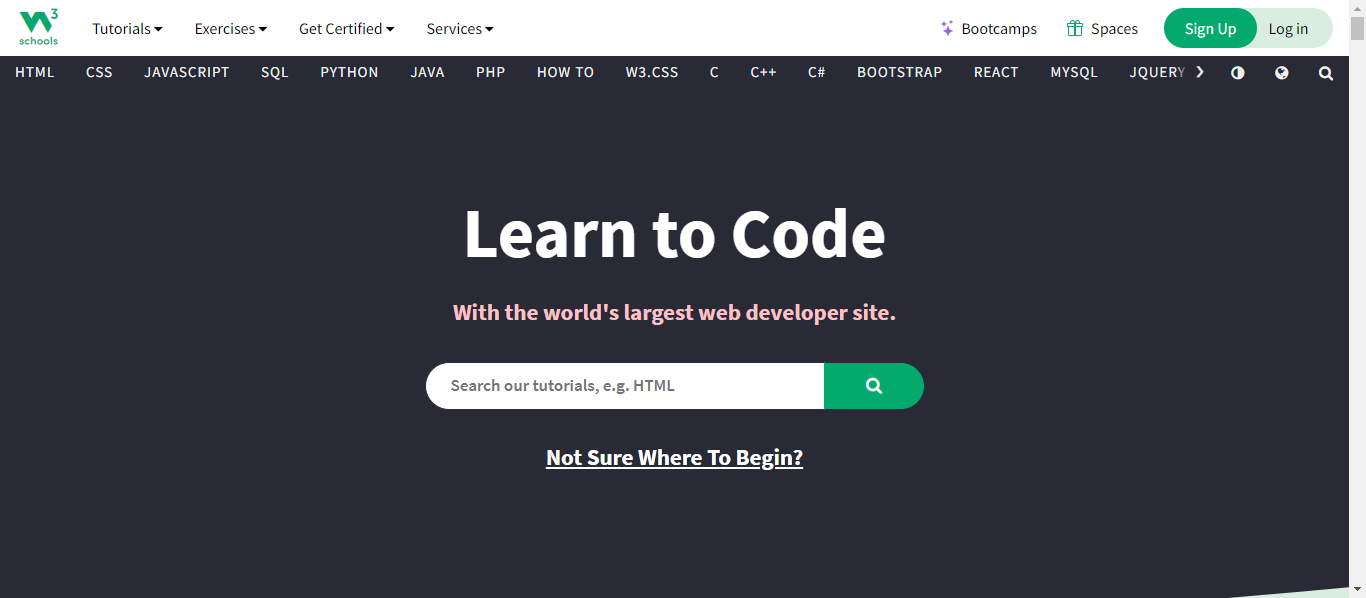 W3 schools Tutorials Exercises Get Certified Services Bootcamps Spaces Sign Up Log in
HTML CSS JAVASCRIPT SQL PYTHON JAVA PHP HOW TO W3.CSS C C++ C# BOOTSTRAP REACT MYSQL JQUERY
Learn to Code
With the world's largest web developer site.
Search our tutorials, e.g. HTML
Not Sure Where To Begin?